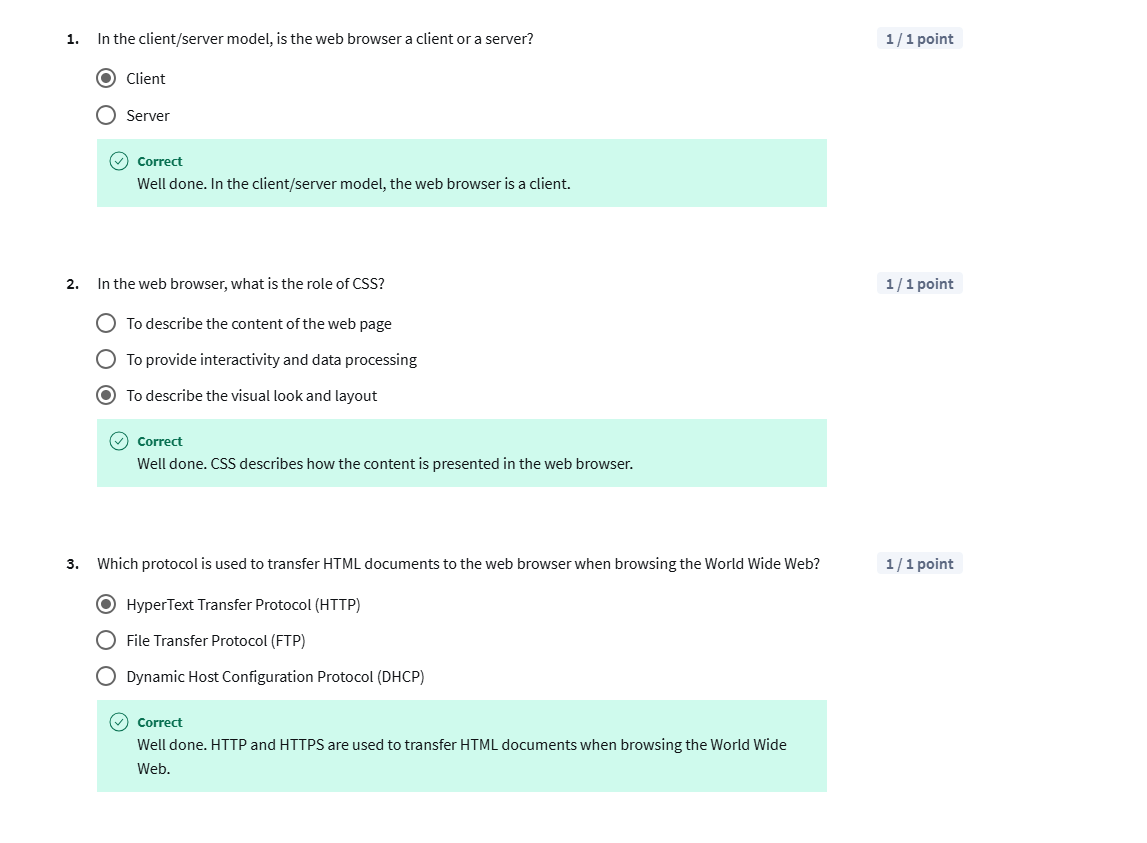 1. In the client/server model, is the web browser a client or a server? 1 / 1 point
Client
Server
Correct
Well done. In the client/server model, the web browser is a client.
2. In the web browser, what is the role of CSS? 1 / 1 point
To describe the content of the web page
To provide interactivity and data processing
To describe the visual look and layout
Correct
Well done. CSS describes how the content is presented in the web browser.
3. Which protocol is used to transfer HTML documents to the web browser when browsing the World Wide Web? 1 / 1 point
HyperText Transfer Protocol (HTTP)
File Transfer Protocol (FTP)
Dynamic Host Configuration Protocol (DHCP)
Correct
Well done. HTTP and HTTPS are used to transfer HTML documents when browsing the World Wide
Web.